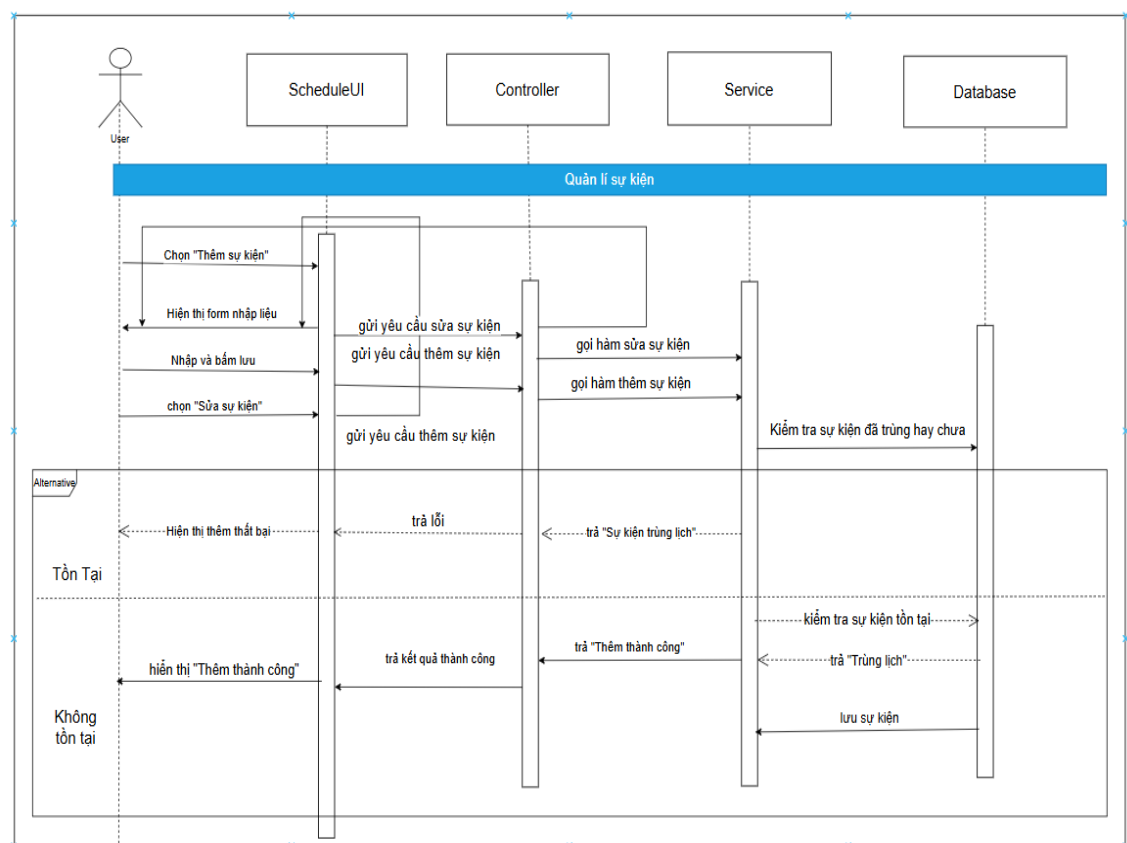 ScheduleUI
Controller
Service
Database
User
Quản lí sự kiện
Chọn "Thêm sự kiện"
Hiện thị form nhập liệu
gửi yêu cầu sửa sự kiện
gọi hàm sửa sự kiện
Nhập và bấm lưu
gửi yêu cầu thêm sự kiện
gọi hàm thêm sự kiện
chọn "Sửa sự kiện"
gửi yêu cầu thêm sự kiện
Kiểm tra sự kiện đã trùng hay chưa
Alternative
Hiện thị thêm thất bại
trả lỗi
trả "Sự kiện trùng lịch"
Tồn Tại
kiểm tra sự kiện tồn tại
trả "Thêm thành công"
trả kết quả thành công
trả "Trùng lịch"
hiển thị "Thêm thành công"
lưu sự kiện
Không
tồn tại